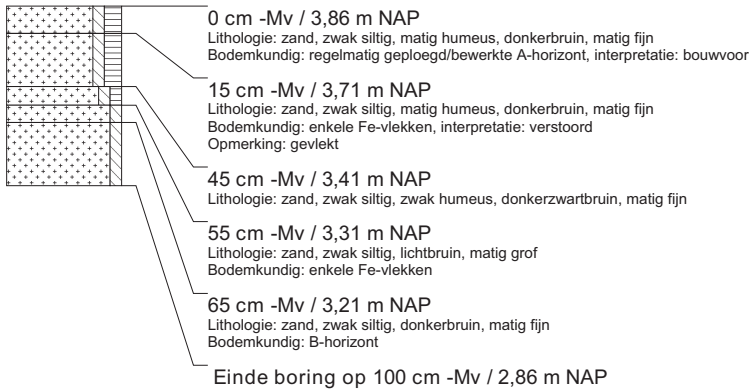 0 cm -Mv / 3,86 m NAP
Lithologie: zand, zwak siltig, matig humeus, donkerbruin, matig fijn
Bodemkundig: regelmatig geploegd/bewerkte A-horizont, interpretatie: bouwvoor
15 cm -Mv / 3,71 m NAP
Lithologie: zand, zwak siltig, matig humeus, donkerbruin, matig fijn
Bodemkundig: enkele Fe-vlekken, interpretatie: verstoord
Opmerking: gevlekt
45 cm -Mv / 3,41 m NAP
Lithologie: zand, zwak siltig, zwak humeus, donkerzwartbruin, matig fijn
55 cm -Mv / 3,31 m NAP
Lithologie: zand, zwak siltig, lichtbruin, matig grof
Bodemkundig: enkele Fe-vlekken
65 cm -Mv / 3,21 m NAP
Lithologie: zand, zwak siltig, donkerbruin, matig fijn
Bodemkundig: B-horizont
Einde boring op 100 cm -Mv / 2,86 m NAP